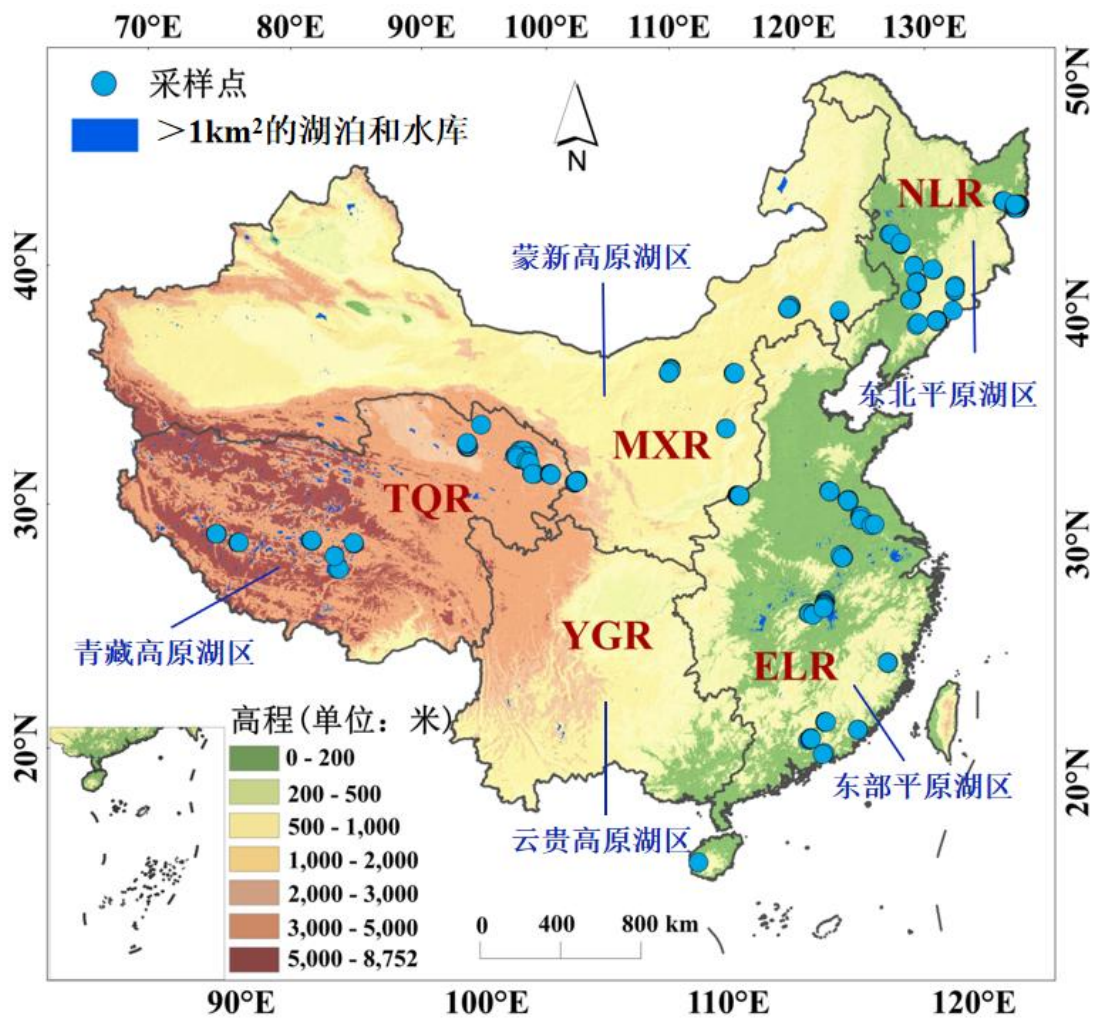 70°E 80°E 90°E 100°E 110°E 120°E 130°E
采样点
>1km²的湖泊和水库
N
50°N
NLR
蒙新高原湖区
40°N
40°N
东北平原湖区
MXR
TQR
30°N
30°N
青藏高原湖区
YGR
ELR
高程(单位：米)
0 - 200
200 - 500
500 - 1,000
1,000 - 2,000
2,000 - 3,000
3,000 - 5,000
5,000 - 8,752
20°N
20°N
东部平原湖区
云贵高原湖区
0 400 800 km
90°E 100°E 110°E 120°E